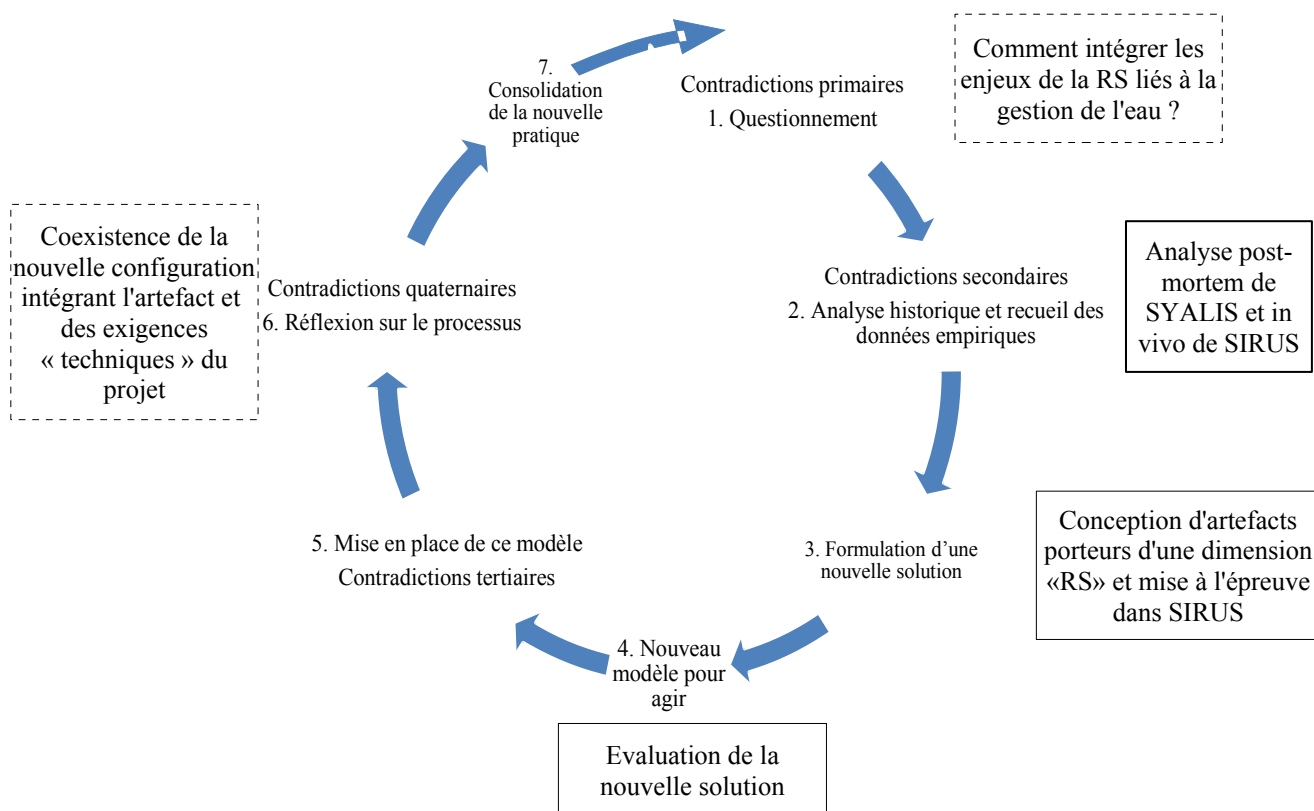 7.
Consolidation
de la nouvelle
pratique
Contradictions primaires
1. Questionnement
Comment intégrer les
enjeux de la RS liés à la
gestion de l'eau ?
Contradictions secondaires
2. Analyse historique et recueil des
données empiriques
Analyse post-
mortem de
SYALIS et in
vivo de SIRUS
3. Formulation d’une
nouvelle solution
Conception d'artefacts
porteurs d'une dimension
«RS» et mise à l'épreuve
dans SIRUS
4. Nouveau
modèle pour
agir
Evaluation de la
nouvelle solution
5. Mise en place de ce modèle
Contradictions tertiaires
Contradictions quaternaires
6. Réflexion sur le processus
Coexistence de la
nouvelle configuration
intégrant l'artefact et
des exigences
« techniques » du
projet